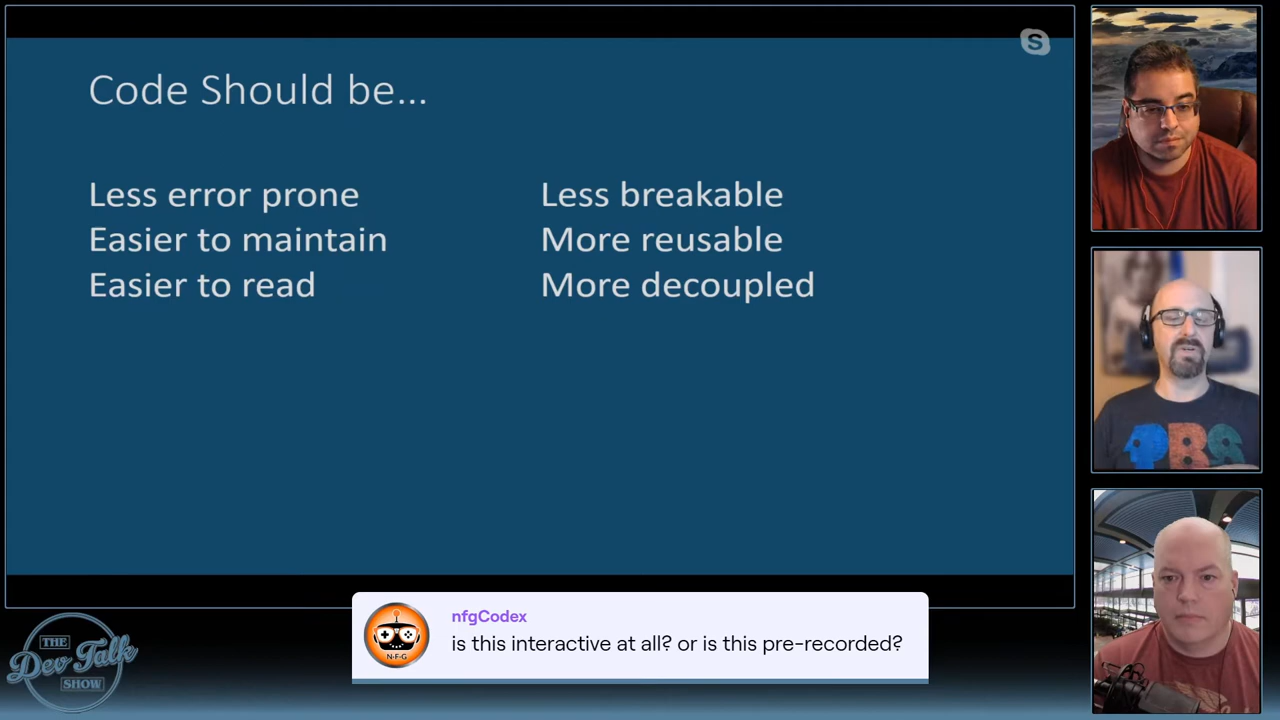 Code Should be...
Less error prone
Easier to maintain
Easier to read
Less breakable
More reusable
More decoupled
S
PBS
THE
Dev Talk
SHOW
N-F-G
nfgCodex
is this interactive at all? or is this pre-recorded?